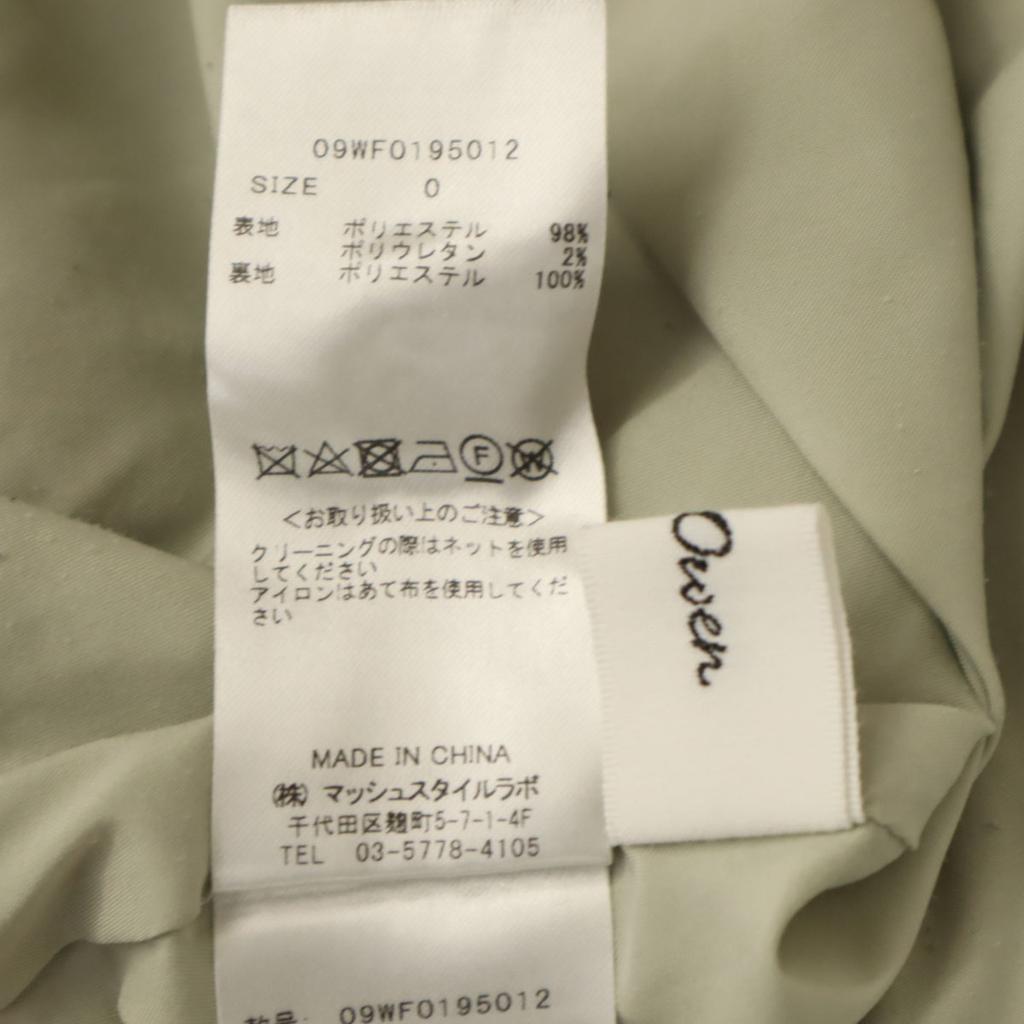 09WF0195012
SIZE 0
表地 ポリエステル 98%
ポリウレタン 2%
裏地 ポリエステル 100%
F W
<お取り扱い上のご注意>
クリーニングの際はネットを使用
してください
アイロンはあて布を使用してくだ
さい
MADE IN CHINA
㈱ マッシュスタイルラボ
千代田区麹町5-7-1-4F
TEL 03-5778-4105
09WF0195012
Owen